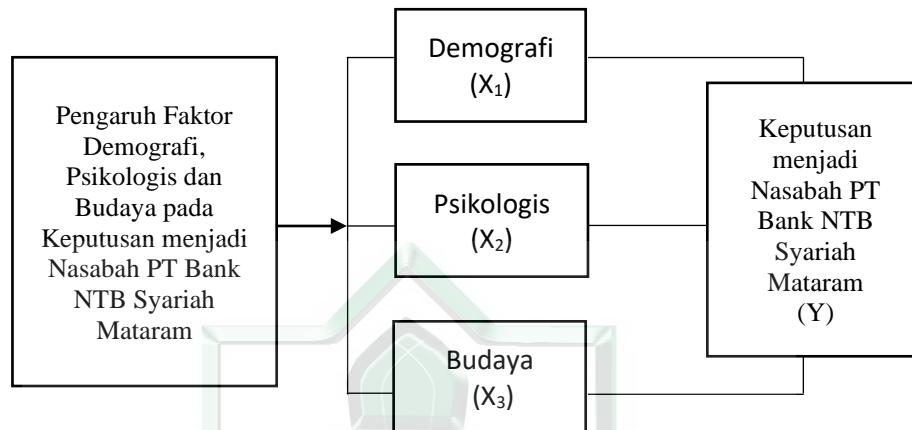 Pengaruh Faktor
Demografi,
Psikologis dan
Budaya pada
Keputusan menjadi
Nasabah PT Bank
NTB Syariah
Mataram
Demografi
(X₁)
Psikologis
(X₂)
Budaya
(X₃)
Keputusan
menjadi
Nasabah PT
Bank NTB
Syariah
Mataram
(Y)